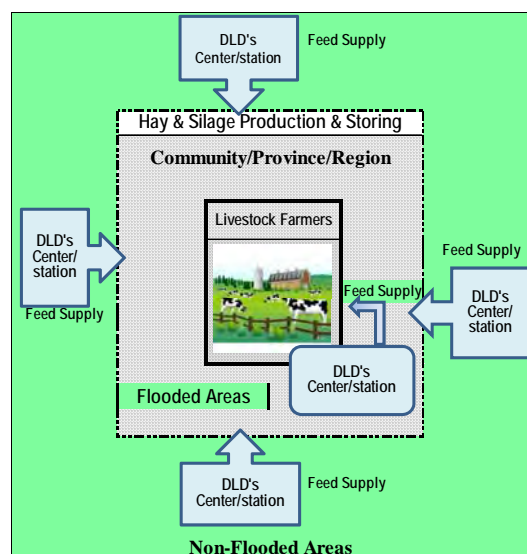 DLD's
Center/station
Feed Supply
Hay & Silage Production & Storing
Community/Province/Region
Livestock Farmers
DLD's
Center/
station
Feed Supply
Feed Supply
Feed Supply
DLD's
Center/
station
DLD's
Center/station
Flooded Areas
DLD's
Center/station
Feed Supply
Non-Flooded Areas